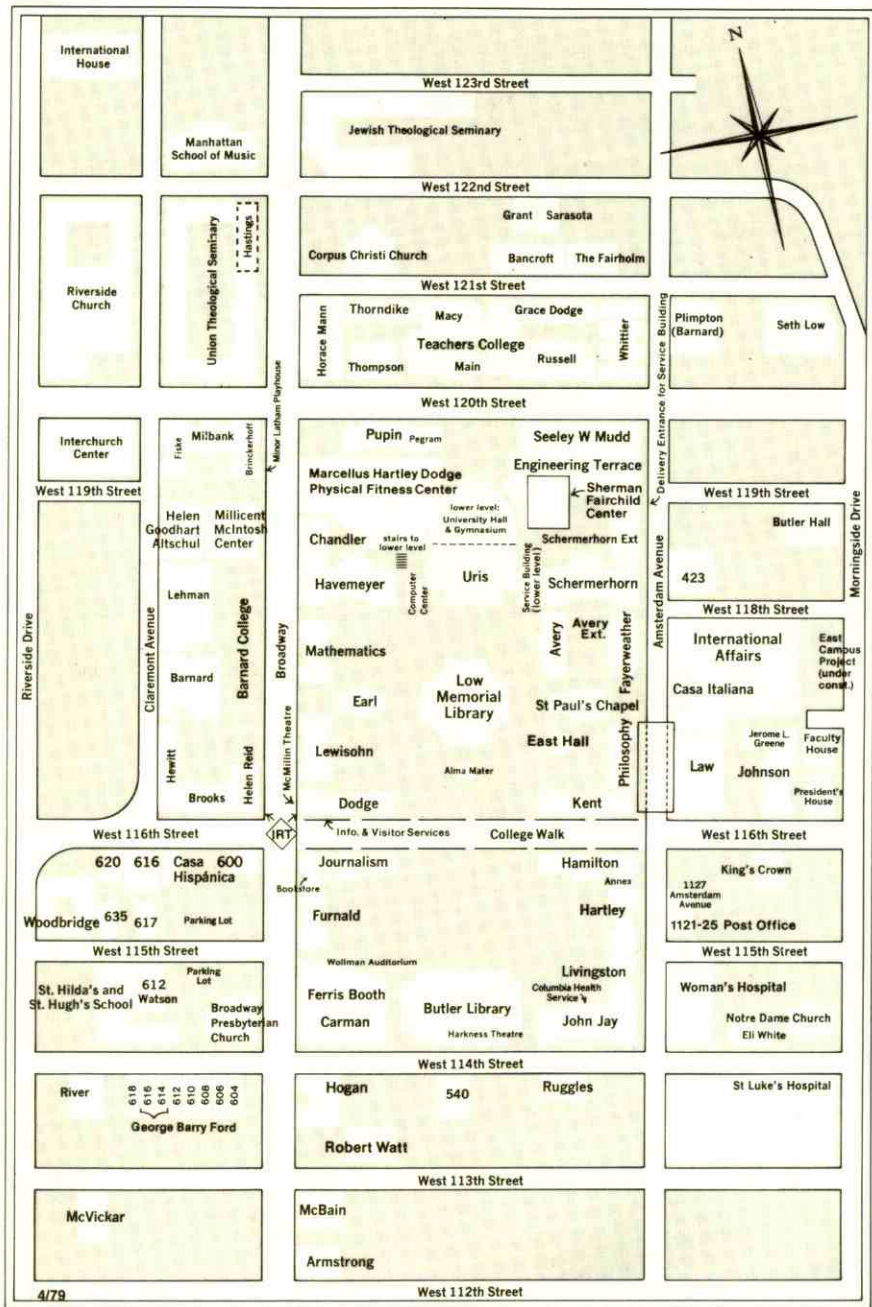 International
House
West 123rd Street
N
Manhattan
School of Music
Jewish Theological Seminary
West 122nd Street
Riverside
Church
Union Theological Seminary
Hastings
Grant
Sarasota
Corpus Christi Church
Bancroft
The Fairholm
West 121st Street
Horace Mann
Thorndike
Macy
Grace Dodge
Teachers College
Thompson
Main
Russell
Whittier
Plimpton
(Barnard)
Seth Low
Delivery Entrance for Service Building
Minor Latham Playhouse
West 120th Street
Interchurch
Center
West 119th Street
Fiske
Milbank
Brinckerhoff
Pupin
Pegram
Seeley W Mudd
Marcellus Hartley Dodge
Physical Fitness Center
Engineering Terrace
Sherman
Fairchild
Center
West 119th Street
Helen
Goodhart
Altschul
Millicent
McIntosh
Center
lower level:
University Hall
& Gymnasium
Butler Hall
Chandler
stairs to
lower level
Schermerhorn Ext
Havemeyer
Computer
Center
Uris
Service Building
(lower level)
Schermerhorn
423
Lehman
West 118th Street
Riverside Drive
Claremont Avenue
Barnard College
Broadway
Amsterdam Avenue
Morningside Drive
Mathematics
Avery
Avery
Ext.
Fayerweather
International
Affairs
East
Campus
Project
(under
const.)
Barnard
Earl
Low
Memorial
Library
St Paul's Chapel
Casa Italiana
McMillin Theatre
Lewisohn
East Hall
Philosophy
Jerome L.
Greene
Faculty
House
Hewitt
Helen Reid
Alma Mater
Law
Johnson
President's
House
Brooks
Dodge
Kent
West 116th Street
IRT
Info. & Visitor Services
College Walk
West 116th Street
620
616
Casa
Hispánica
600
Journalism
Hamilton
King's Crown
Bookstore
Annex
1127
Amsterdam
Avenue
Woodbridge
635
617
Parking Lot
Furnald
Hartley
1121-25 Post Office
West 115th Street
West 115th Street
St. Hilda's and
St. Hugh's School
612
Watson
Parking
Lot
Wollman Auditorium
Livingston
Columbia Health
Service
Woman's Hospital
Broadway
Presbyterian
Church
Ferris Booth
Carman
Butler Library
Harkness Theatre
John Jay
Notre Dame Church
Eli White
West 114th Street
River
618
616
614
612
610
608
606
604
George Barry Ford
Hogan
540
Ruggles
St Luke's Hospital
Robert Watt
West 113th Street
McVickar
McBain
Armstrong
4/79
West 112th Street